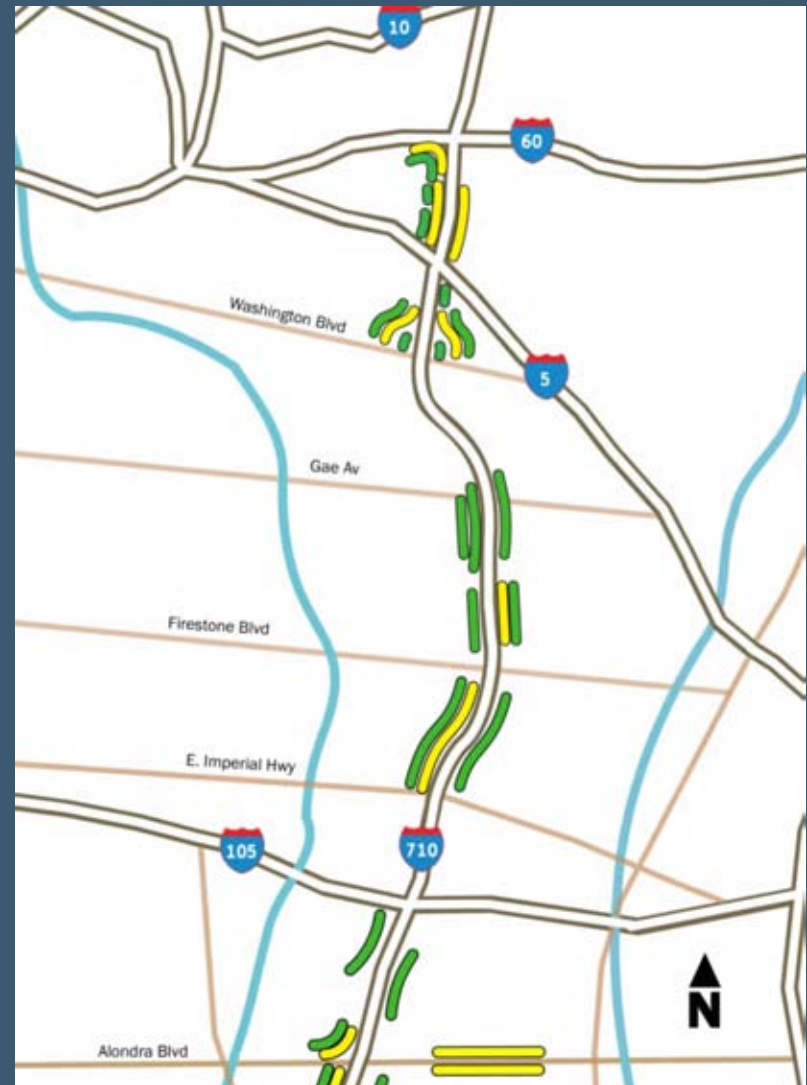 10
60
Washington Blvd
5
Gae Av
Firestone Blvd
E. Imperial Hwy
105
710
N
Alondra Blvd